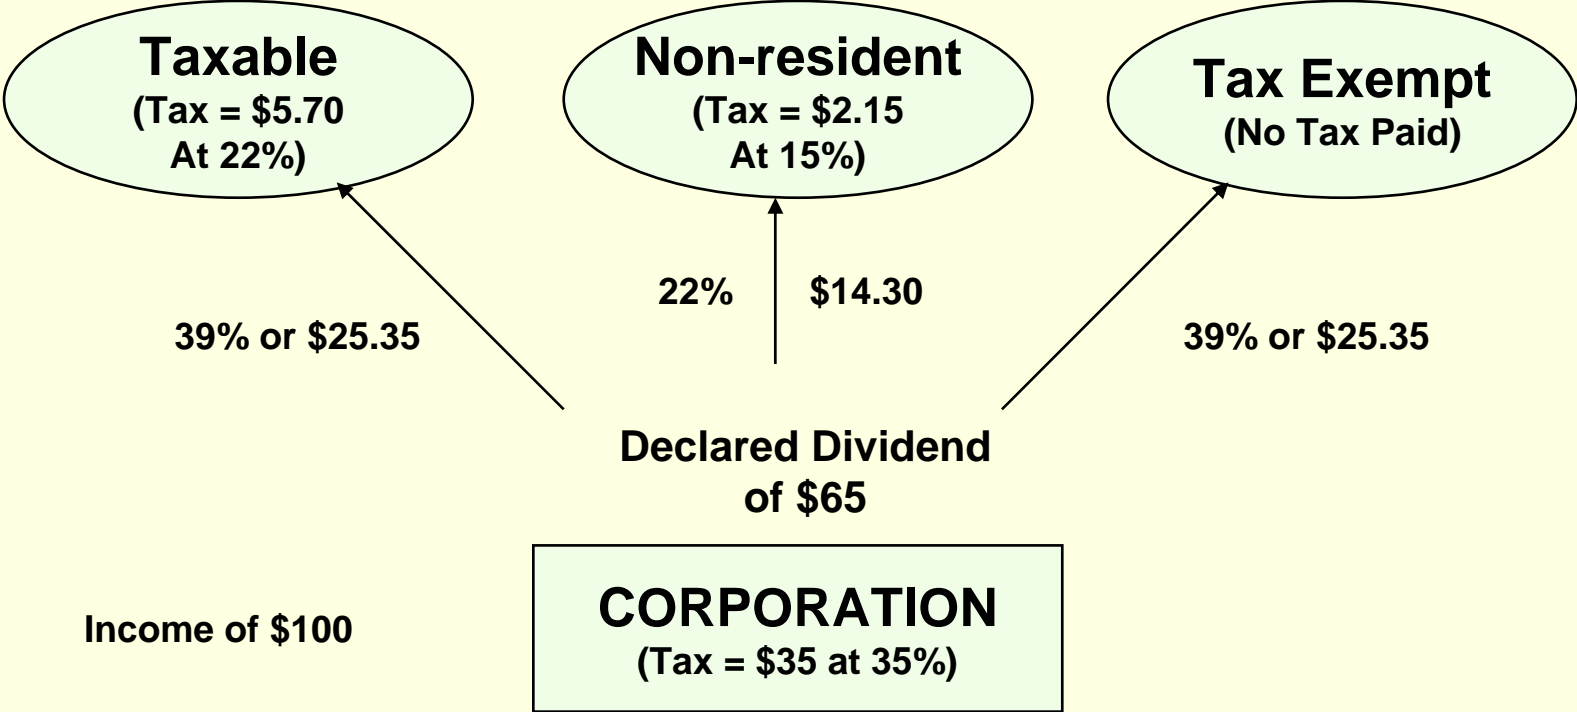 Taxable
(Tax = $5.70
At 22%)
Non-resident
(Tax = $2.15
At 15%)
Tax Exempt
(No Tax Paid)
22% $14.30
39% or $25.35
39% or $25.35
Declared Dividend
of $65
CORPORATION
(Tax = $35 at 35%)
Income of $100